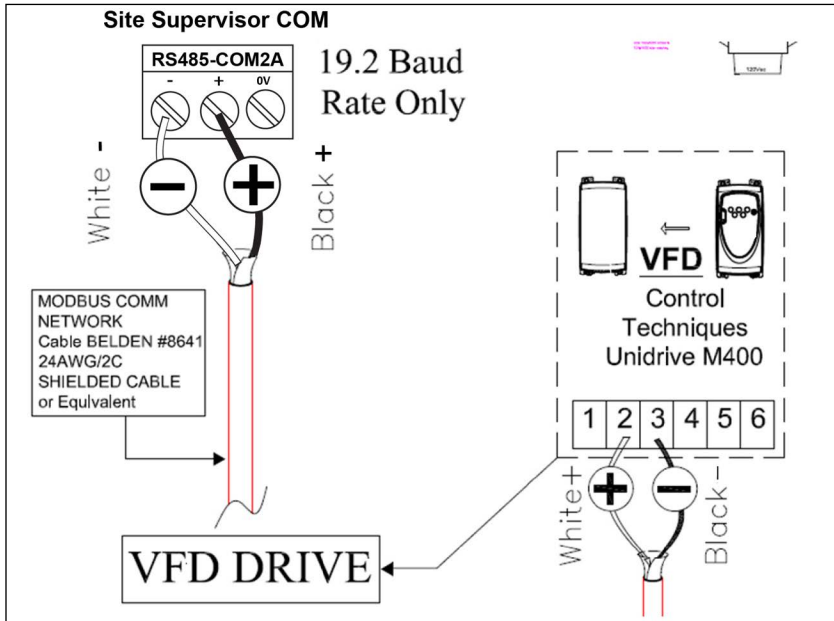 Site Supervisor COM
RS485-COM2A
- + 0V
19.2 Baud
Rate Only
White -
Black +
MODBUS COMM
NETWORK
Cable BELDEN #8641
24AWG/2C
SHIELDED CABLE
or Equlvalent
VFD DRIVE
120Vac
VFD
Control
Techniques
Unidrive M400
1 2 3 4 5 6
White+
Black-